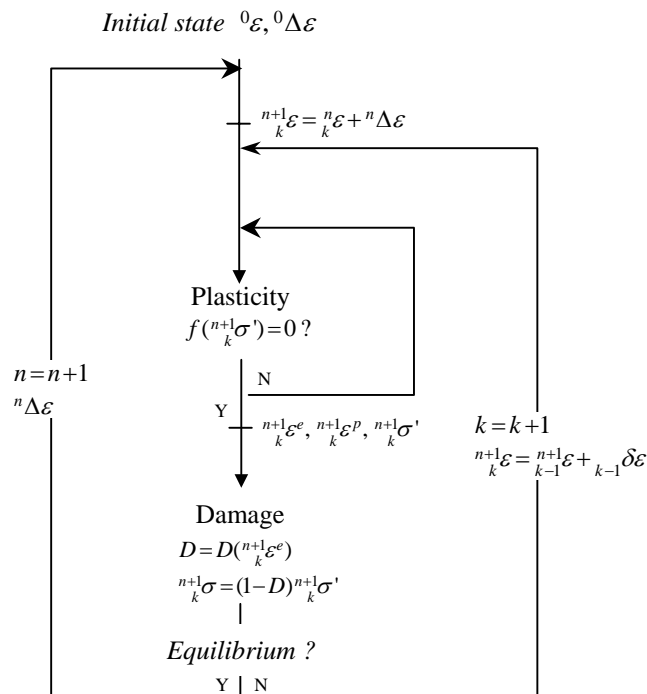 Initial state ⁰ε, ⁰Δε
ⁿ⁺¹ₖε = ⁿₖε + ⁿΔε
Plasticity
f(ⁿ⁺¹ₖσ') = 0 ?
N
Y
ⁿ⁺¹ₖεᵉ, ⁿ⁺¹ₖεᵖ, ⁿ⁺¹ₖσ'
n = n+1
ⁿΔε
k = k+1
ⁿ⁺¹ₖε = ⁿ⁺¹ₖ₋₁ε + ₖ₋₁δε
Damage
D = D(ⁿ⁺¹ₖεᵉ)
ⁿ⁺¹ₖσ = (1−D)ⁿ⁺¹ₖσ'
Equilibrium ?
Y N